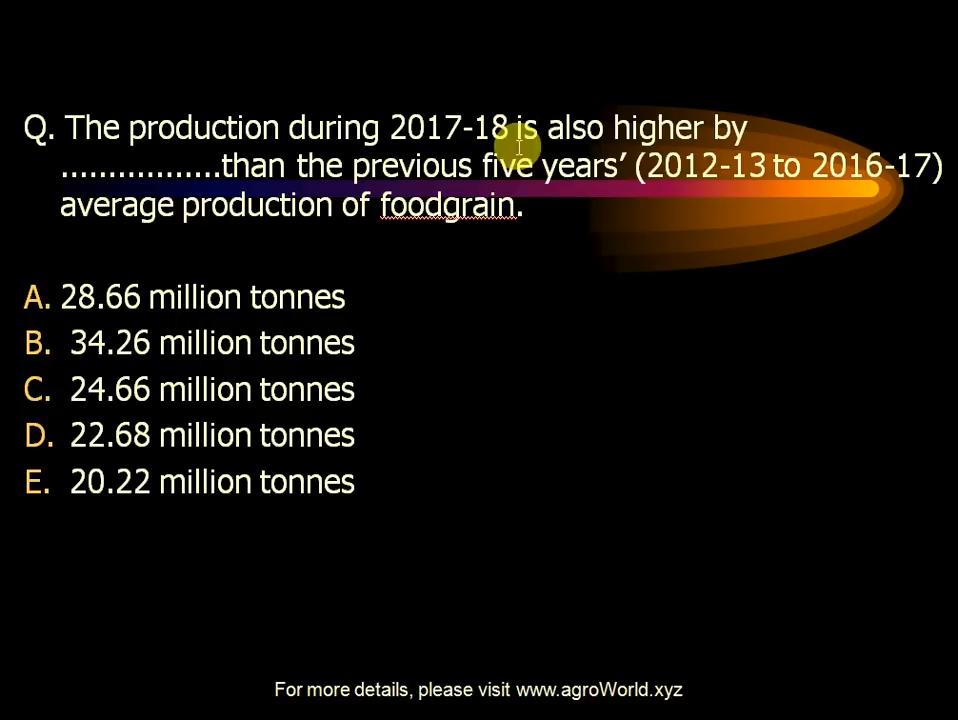 Q. The production during 2017-18 is also higher by
.................than the previous five years’ (2012-13 to 2016-17)
average production of foodgrain.
A. 28.66 million tonnes
B. 34.26 million tonnes
C. 24.66 million tonnes
D. 22.68 million tonnes
E. 20.22 million tonnes
For more details, please visit www.agroWorld.xyz